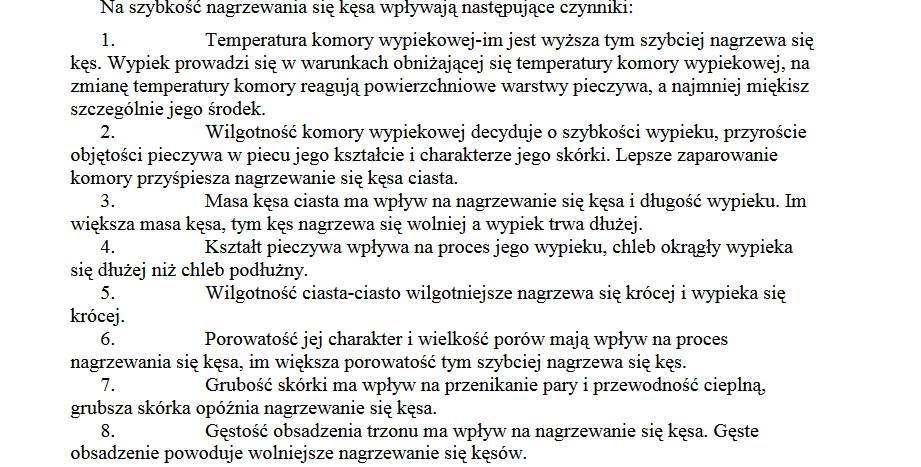 Na szybkość nagrzewania się kęsa wpływają następujące czynniki:
1. Temperatura komory wypiekowej-im jest wyższa tym szybciej nagrzewa się
kęs. Wypiek prowadzi się w warunkach obniżającej się temperatury komory wypiekowej, na
zmianę temperatury komory reagują powierzchniowe warstwy pieczywa, a najmniej miękisz
szczególnie jego środek.
2. Wilgotność komory wypiekowej decyduje o szybkości wypieku, przyroście
objętości pieczywa w piecu jego kształcie i charakterze jego skórki. Lepsze zaparowanie
komory przyśpiesza nagrzewanie się kęsa ciasta.
3. Masa kęsa ciasta ma wpływ na nagrzewanie się kęsa i długość wypieku. Im
większa masa kęsa, tym kęs nagrzewa się wolniej a wypiek trwa dłużej.
4. Kształt pieczywa wpływa na proces jego wypieku, chleb okrągły wypieka
się dłużej niż chleb podłużny.
5. Wilgotność ciasta-ciasto wilgotniejsze nagrzewa się krócej i wypieka się
krócej.
6. Porowatość jej charakter i wielkość porów mają wpływ na proces
nagrzewania się kęsa, im większa porowatość tym szybciej nagrzewa się kęs.
7. Grubość skórki ma wpływ na przenikanie pary i przewodność cieplną,
grubsza skórka opóźnia nagrzewanie się kęsa.
8. Gęstość obsadzenia trzonu ma wpływ na nagrzewanie się kęsa. Gęste
obsadzenie powoduje wolniejsze nagrzewanie się kęsów.